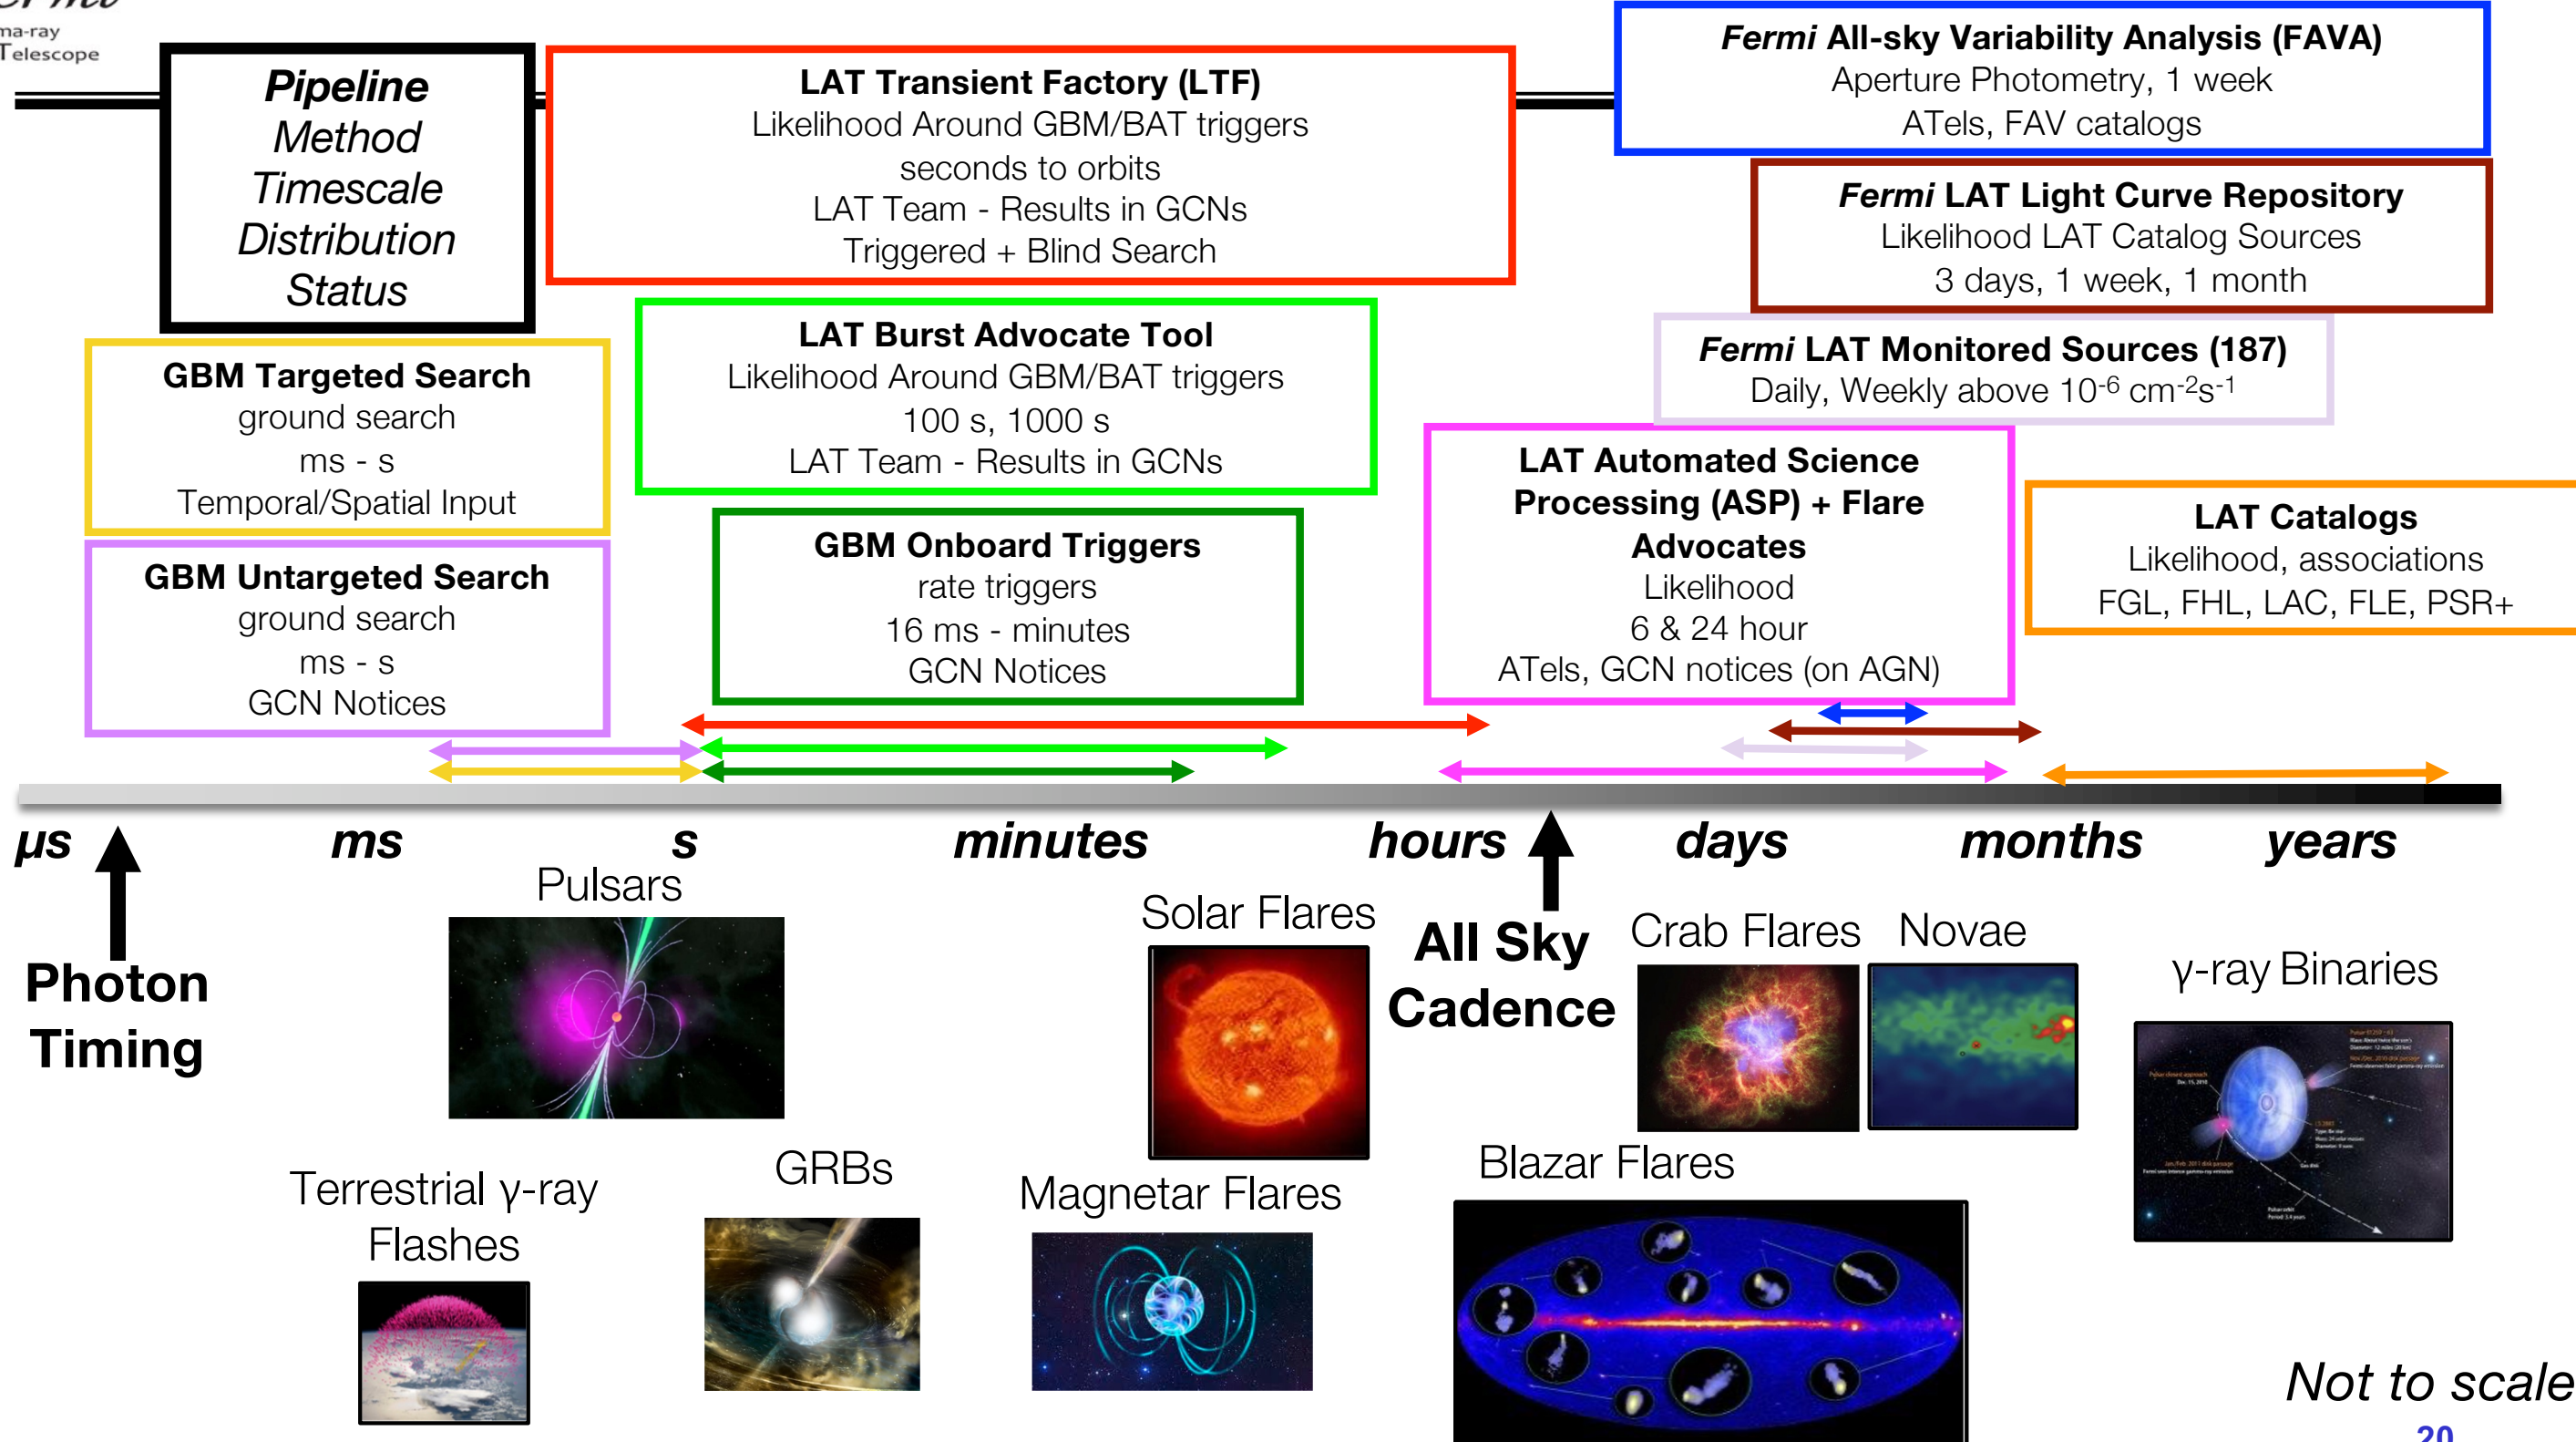 ma-ray
Telescope
Pipeline
Method
Timescale
Distribution
Status
LAT Transient Factory (LTF)
Likelihood Around GBM/BAT triggers
seconds to orbits
LAT Team - Results in GCNs
Triggered + Blind Search
Fermi All-sky Variability Analysis (FAVA)
Aperture Photometry, 1 week
ATels, FAV catalogs
Fermi LAT Light Curve Repository
Likelihood LAT Catalog Sources
3 days, 1 week, 1 month
Fermi LAT Monitored Sources (187)
Daily, Weekly above 10-6 cm-2s-1
GBM Targeted Search
ground search
ms - s
Temporal/Spatial Input
LAT Burst Advocate Tool
Likelihood Around GBM/BAT triggers
100 s, 1000 s
LAT Team - Results in GCNs
GBM Untargeted Search
ground search
ms - s
GCN Notices
GBM Onboard Triggers
rate triggers
16 ms - minutes
GCN Notices
LAT Automated Science
Processing (ASP) + Flare
Advocates
Likelihood
6 & 24 hour
ATels, GCN notices (on AGN)
LAT Catalogs
Likelihood, associations
FGL, FHL, LAC, FLE, PSR+
µs ms s minutes hours days months years
Photon
Timing
Pulsars
Solar Flares
All Sky
Cadence
Crab Flares
Novae
γ-ray Binaries
Terrestrial γ-ray
Flashes
GRBs
Magnetar Flares
Blazar Flares
Not to scale
20